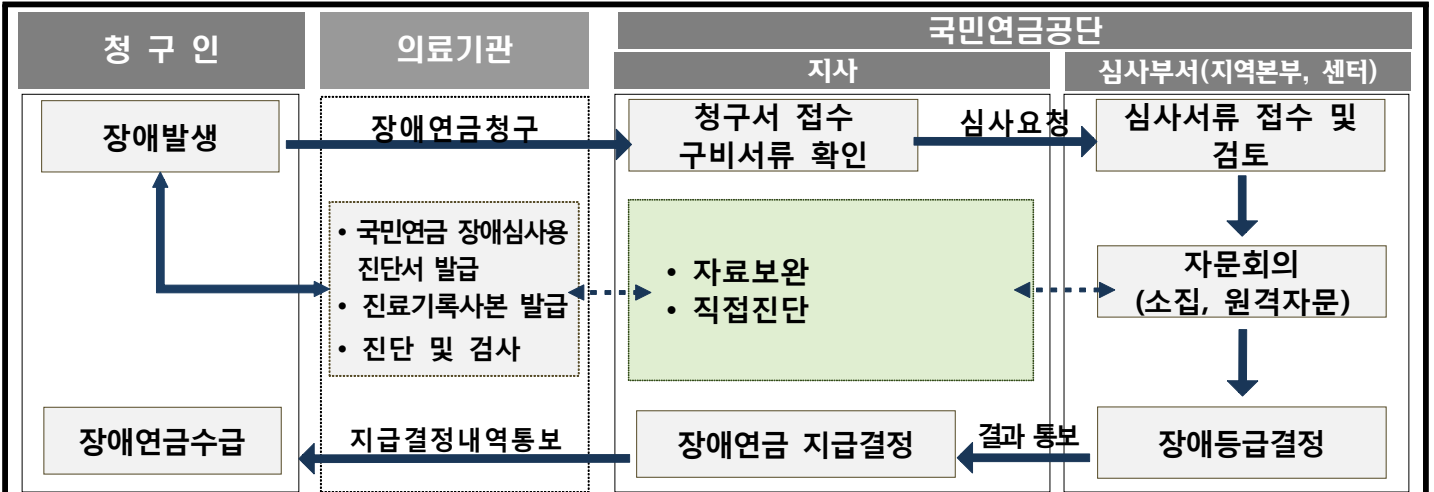 청 구 인
의료기관
국민연금공단
지사
심사부서(지역본부, 센터)
장애발생
장애연금청구
청구서 접수
구비서류 확인
심사요청
심사서류 접수 및
검토
• 국민연금 장애심사용
진단서 발급
• 진료기록사본 발급
• 진단 및 검사
• 자료보완
• 직접진단
자문회의
(소집, 원격자문)
장애연금수급
지급결정내역통보
장애연금 지급결정
결과 통보
장애등급결정